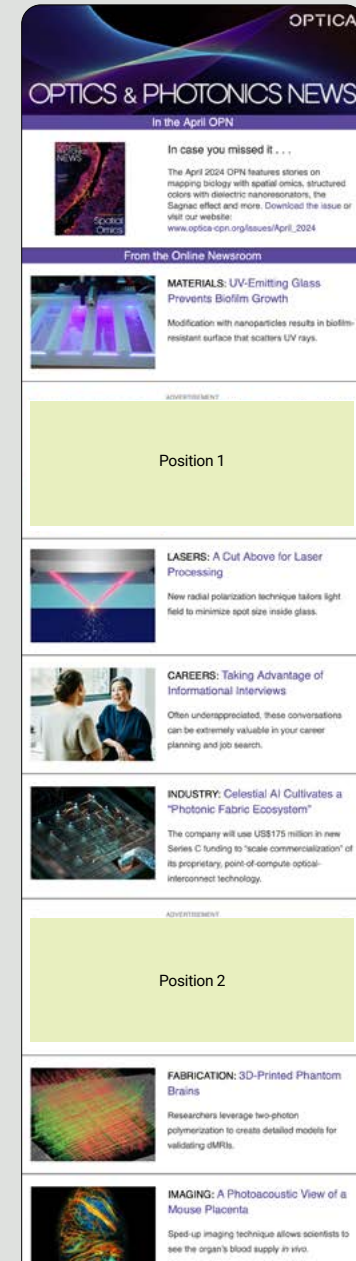 OPTICA
OPTICS & PHOTONICS NEWS
In the April OPN
OPTICS & PHOTONICS NEWS
Spatial
Omics
In case you missed it . . .
The April 2024 OPN features stories on
mapping biology with spatial omics, structured
colors with dielectric nanoresonators, the
Sagnac effect and more. Download the issue or
visit our website:
www.optica-opn.org/issues/April_2024
From the Online Newsroom
MATERIALS: UV-Emitting Glass
Prevents Biofilm Growth
Modification with nanoparticles results in biofilm-
resistant surface that scatters UV rays.
ADVERTISEMENT
Position 1
LASERS: A Cut Above for Laser
Processing
New radial polarization technique tailors light
field to minimize spot size inside glass.
CAREERS: Taking Advantage of
Informational Interviews
Often underappreciated, these conversations
can be extremely valuable in your career
planning and job search.
INDUSTRY: Celestial AI Cultivates a
"Photonic Fabric Ecosystem"
The company will use US$175 million in new
Series C funding to "scale commercialization" of
its proprietary, point-of-compute optical-
interconnect technology.
ADVERTISEMENT
Position 2
FABRICATION: 3D-Printed Phantom
Brains
Researchers leverage two-photon
polymerization to create detailed models for
validating dMRIs.
IMAGING: A Photoacoustic View of a
Mouse Placenta
Sped-up imaging technique allows scientists to
see the organ's blood supply in vivo.